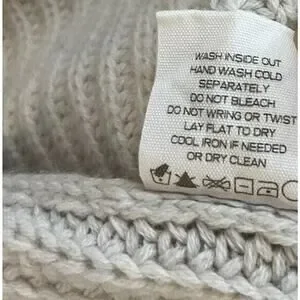 WASH INSIDE OUT
HAND WASH COLD
SEPARATELY
DO NOT BLEACH
DO NOT WRING OR TWIST
LAY FLAT TO DRY
COOL IRON IF NEEDED
OR DRY CLEAN